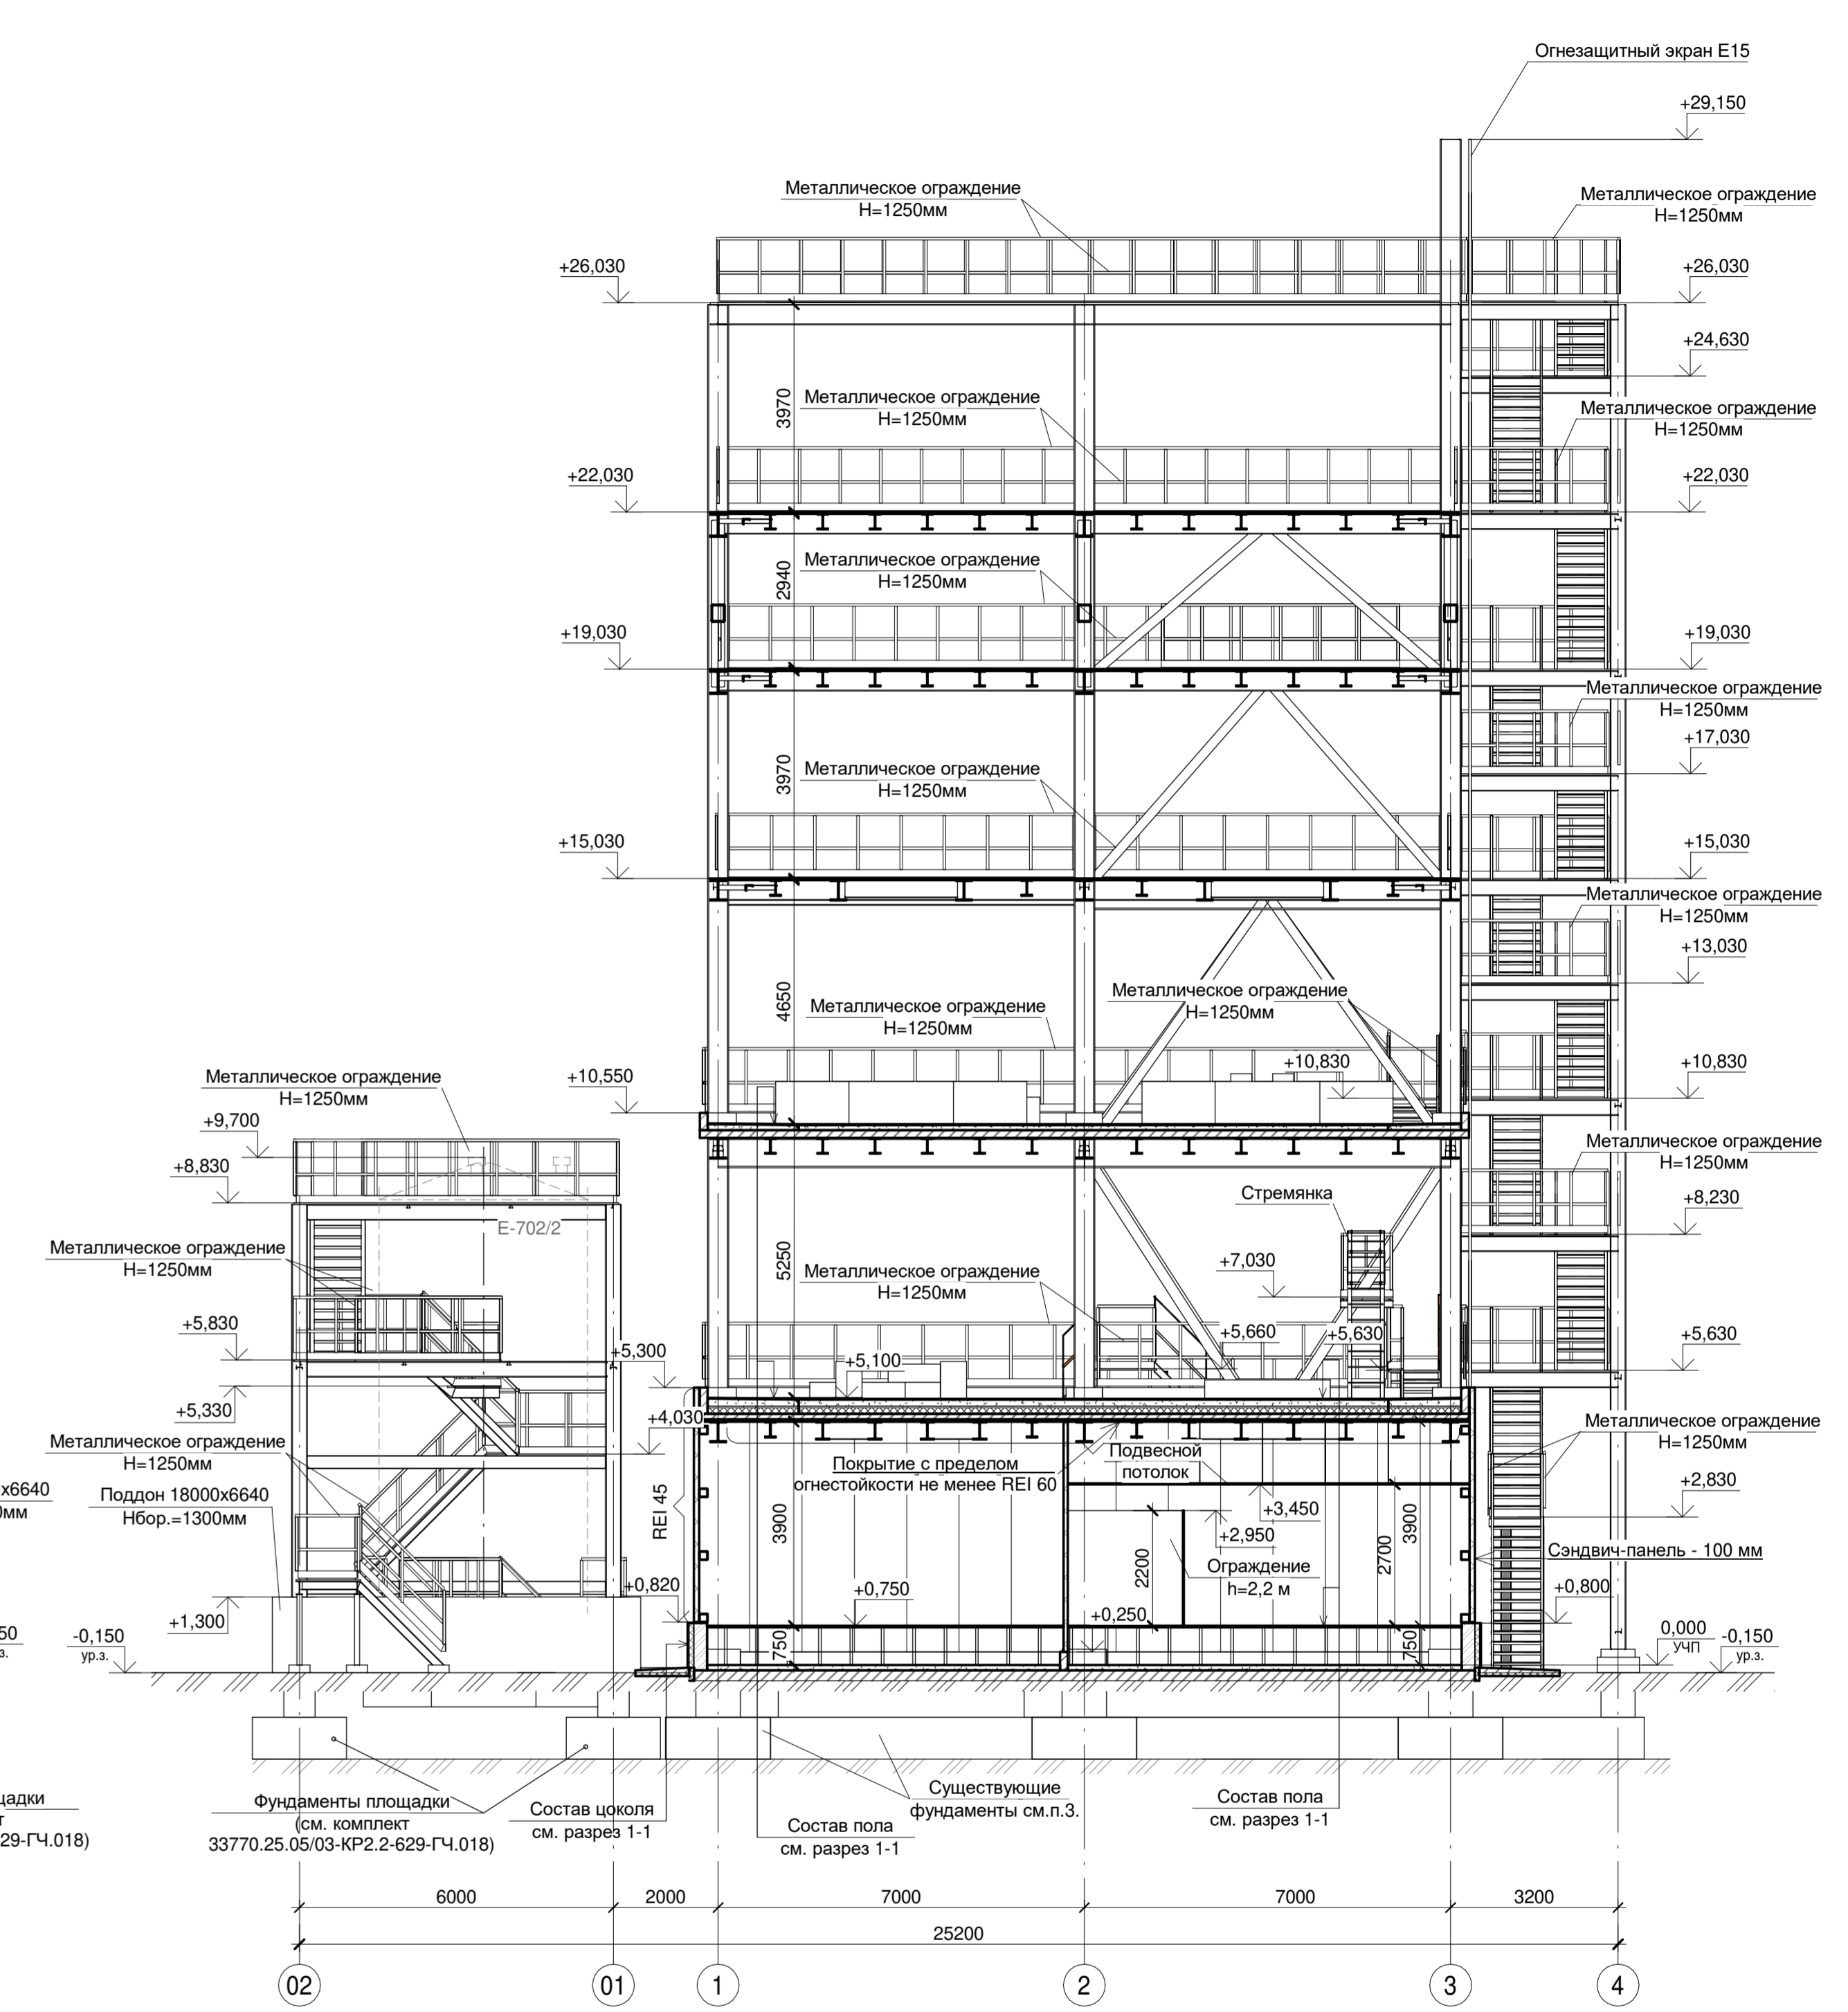 Огнезащитный экран Е15
+29,150
Металлическое ограждение
Н=1250мм
Металлическое ограждение
Н=1250мм
+26,030
+26,030
+24,630
3970
Металлическое ограждение
Н=1250мм
Металлическое ограждение
Н=1250мм
+22,030
+22,030
Металлическое ограждение
Н=1250мм
2940
+19,030
+19,030
Металлическое ограждение
Н=1250мм
+17,030
3970
Металлическое ограждение
Н=1250мм
+15,030
+15,030
Металлическое ограждение
Н=1250мм
+13,030
4650
Металлическое ограждение
Н=1250мм
Металлическое ограждение
Н=1250мм
+10,830
+10,830
+10,550
Металлическое ограждение
Н=1250мм
+9,700
+8,830
Е-702/2
Металлическое ограждение
Н=1250мм
+8,230
Стремянка
Металлическое ограждение
Н=1250мм
5250
+7,030
Металлическое ограждение
Н=1250мм
+5,830
+5,300
+5,100
+5,660
+5,630
+5,630
+5,330
+4,030
Металлическое ограждение
Н=1250мм
Металлическое ограждение
Н=1250мм
Подвесной
потолок
Покрытие с пределом
огнестойкости не менее REI 60
х6640
0мм
Поддон 18000х6640
Нбор.=1300мм
REI 45
3900
+3,450
+2,950
+2,830
3900
2700
2200
Ограждение
h=2,2 м
Сэндвич-панель - 100 мм
+0,820
+0,750
+0,250
+0,800
+1,300
50
з.
-0,150
ур.з.
750
750
0,000
УЧП
-0,150
ур.з.
щадки
т
29-ГЧ.018)
Фундаменты площадки
(см. комплект
33770.25.05/03-КР2.2-629-ГЧ.018)
Состав цоколя
см. разрез 1-1
Состав пола
см. разрез 1-1
Существующие
фундаменты см.п.3.
Состав пола
см. разрез 1-1
6000
2000
7000
7000
3200
25200
02
01
1
2
3
4